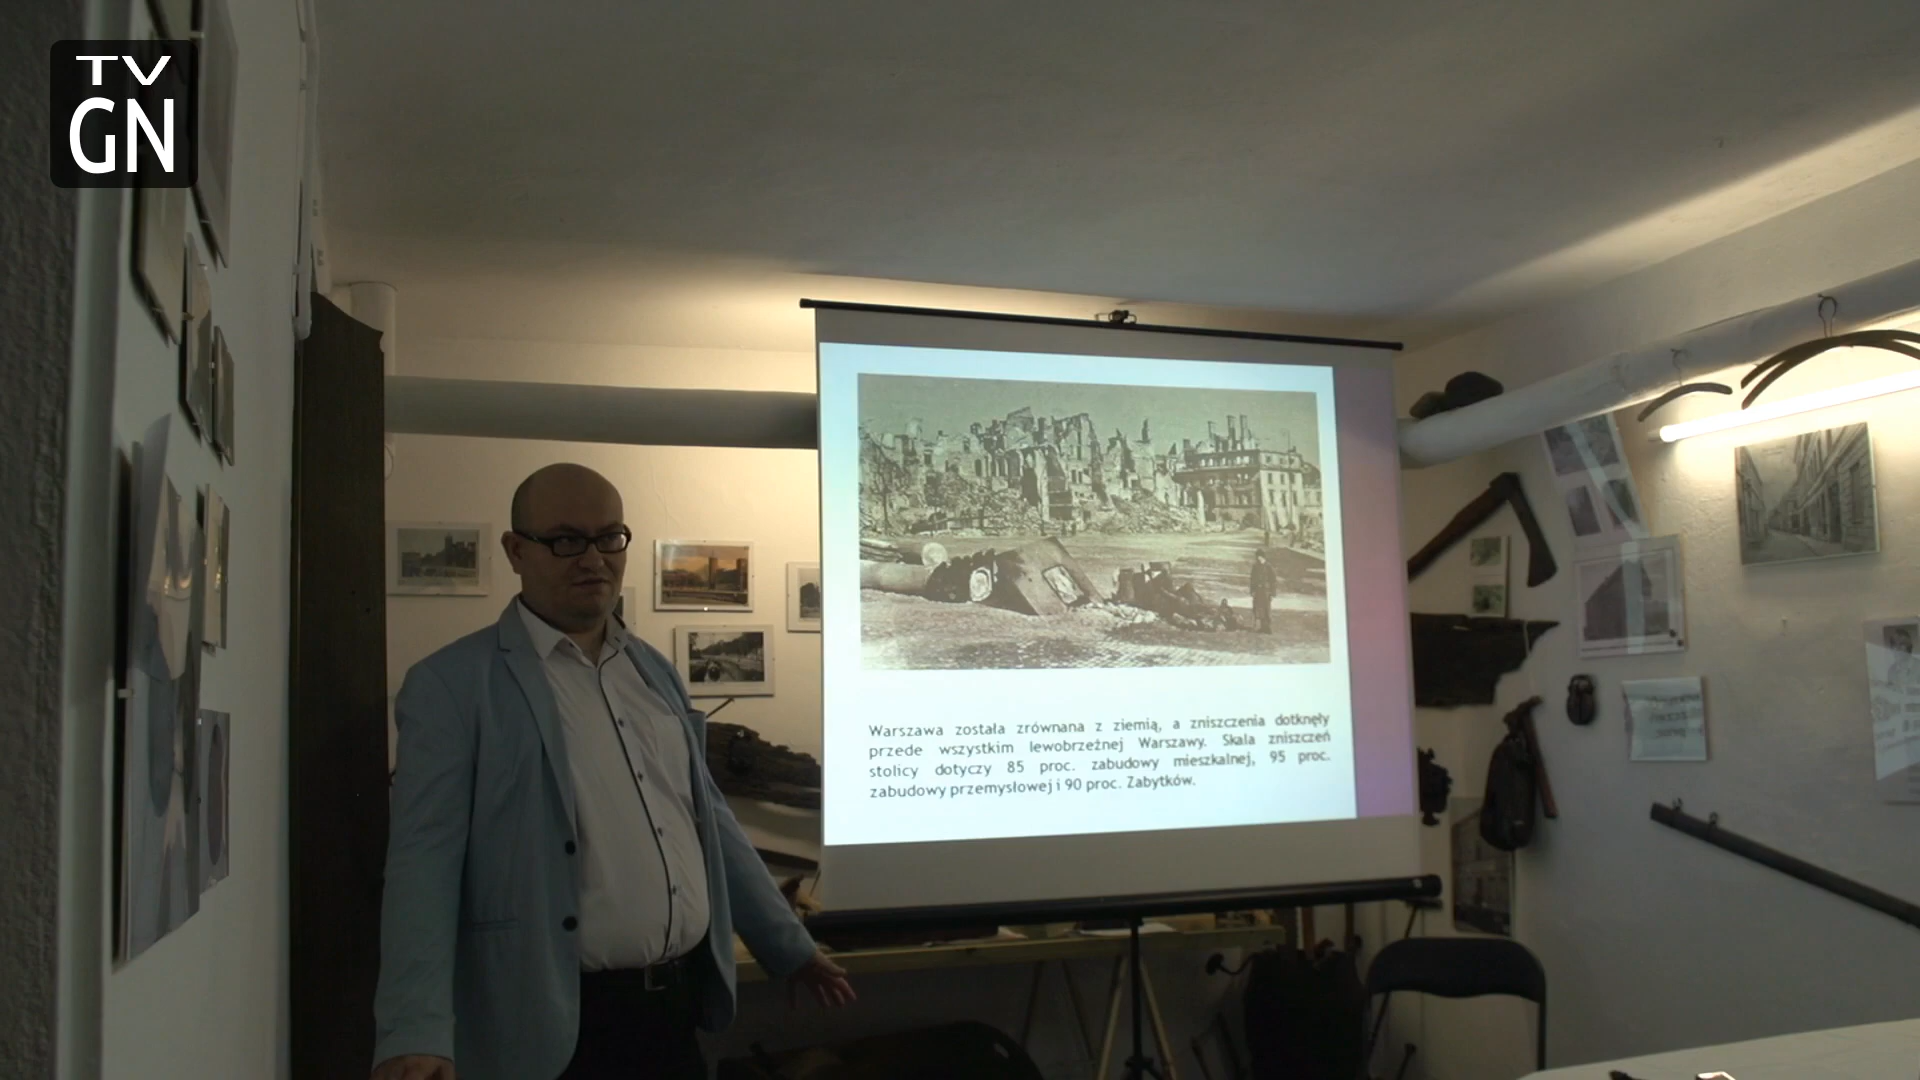 TV
GN
Warszawa została zrównana z ziemią, a zniszczenia dotknęły
przede wszystkim lewobrzeżnej Warszawy. Skala zniszczeń
stolicy dotyczy 85 proc. zabudowy mieszkalnej, 95 proc.
zabudowy przemysłowej i 90 proc. Zabytków.